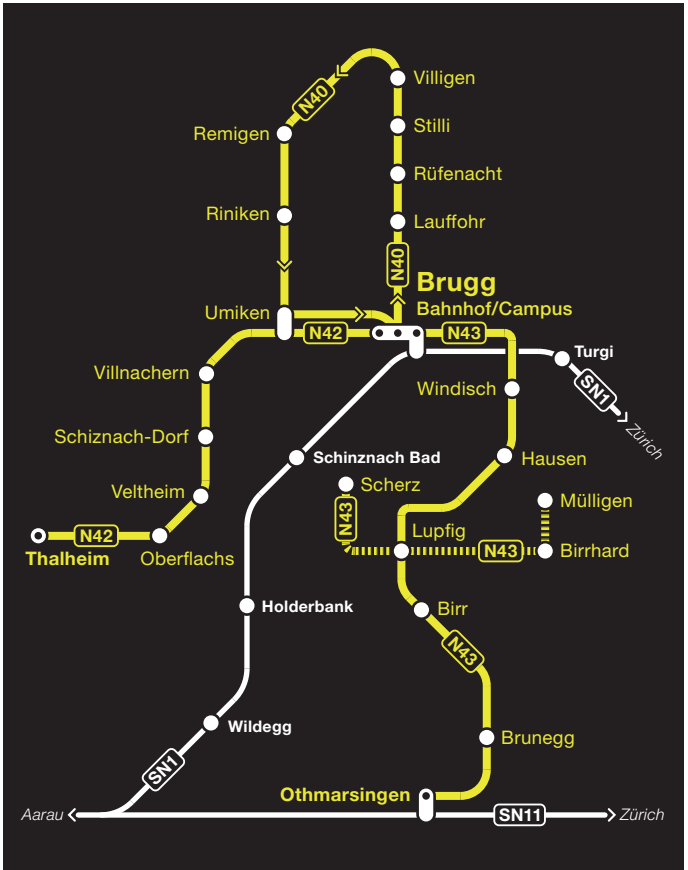 Villigen
N40
Stilli
Remigen
Rüfenacht
Riniken
Lauffohr
N40
Brugg
Bahnhof/Campus
Umiken
N42
N43
Turgi
Villnachern
Windisch
SN1
Zürich
Schiznach-Dorf
Schinznach Bad
Hausen
Scherz
Veltheim
Mülligen
N43
N42
Lupfig
N43
Birrhard
Thalheim
Oberflachs
Holderbank
Birr
N43
Wildegg
Brunegg
SN1
Othmarsingen
Aarau
SN11
Zürich